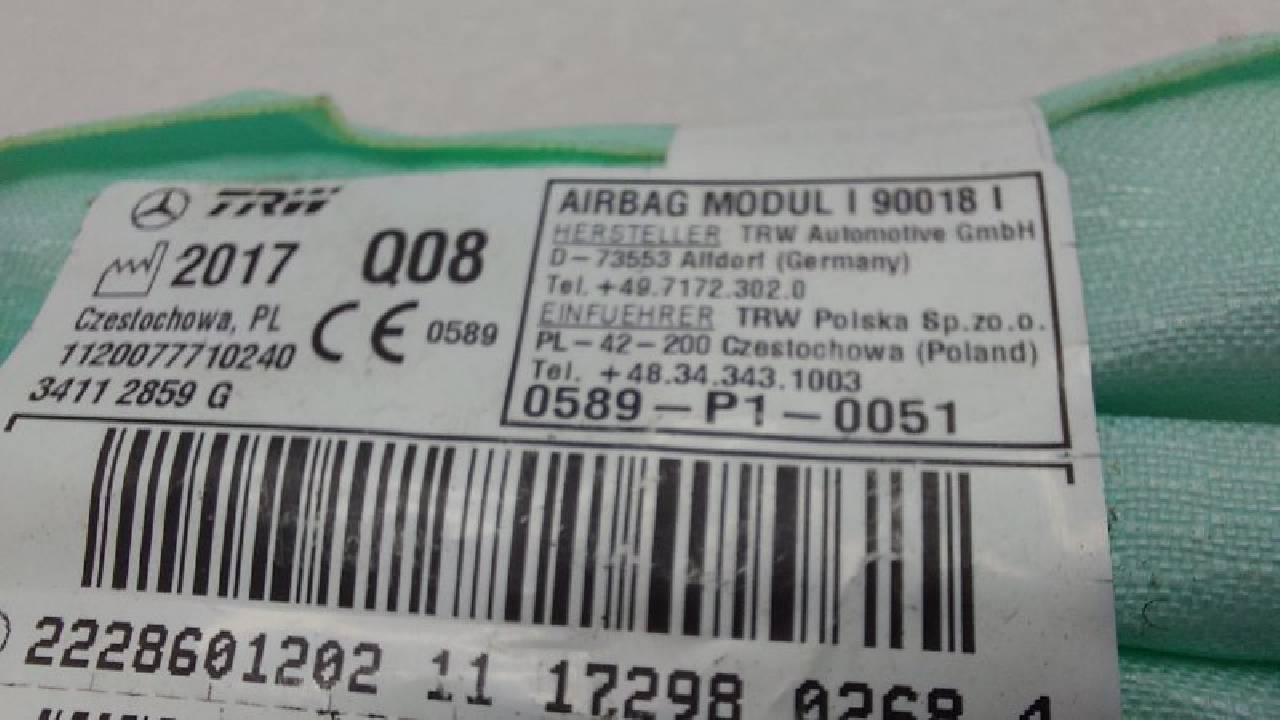 TRW
2017 Q08
Czestochowa, PL
1120077710240
CE 0589
3411 2859 G
AIRBAG MODUL I 90018 I
HERSTELLER TRW Automotive GmbH
D-73553 Alfdorf (Germany)
Tel. +49.7172.302.0
EINFUEHRER TRW Polska Sp.zo.o.
PL-42-200 Czestochowa (Poland)
Tel. +48.34.343.1003
0589-P1-0051
2228601202 11 17298 0268